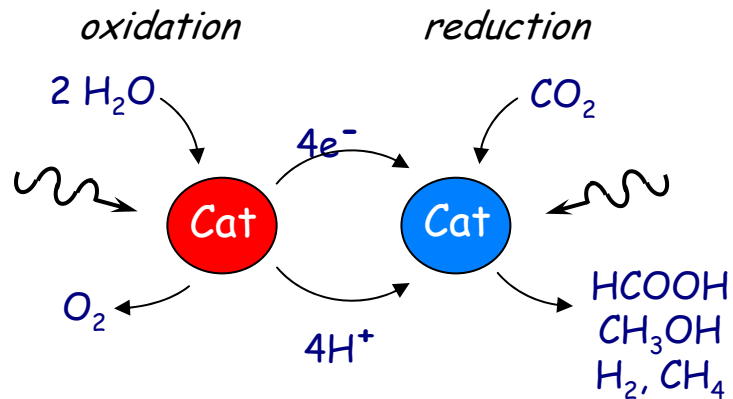 oxidation
reduction
2 H₂O
CO₂
4e⁻
Cat
Cat
O₂
4H⁺
HCOOH
CH₃OH
H₂, CH₄